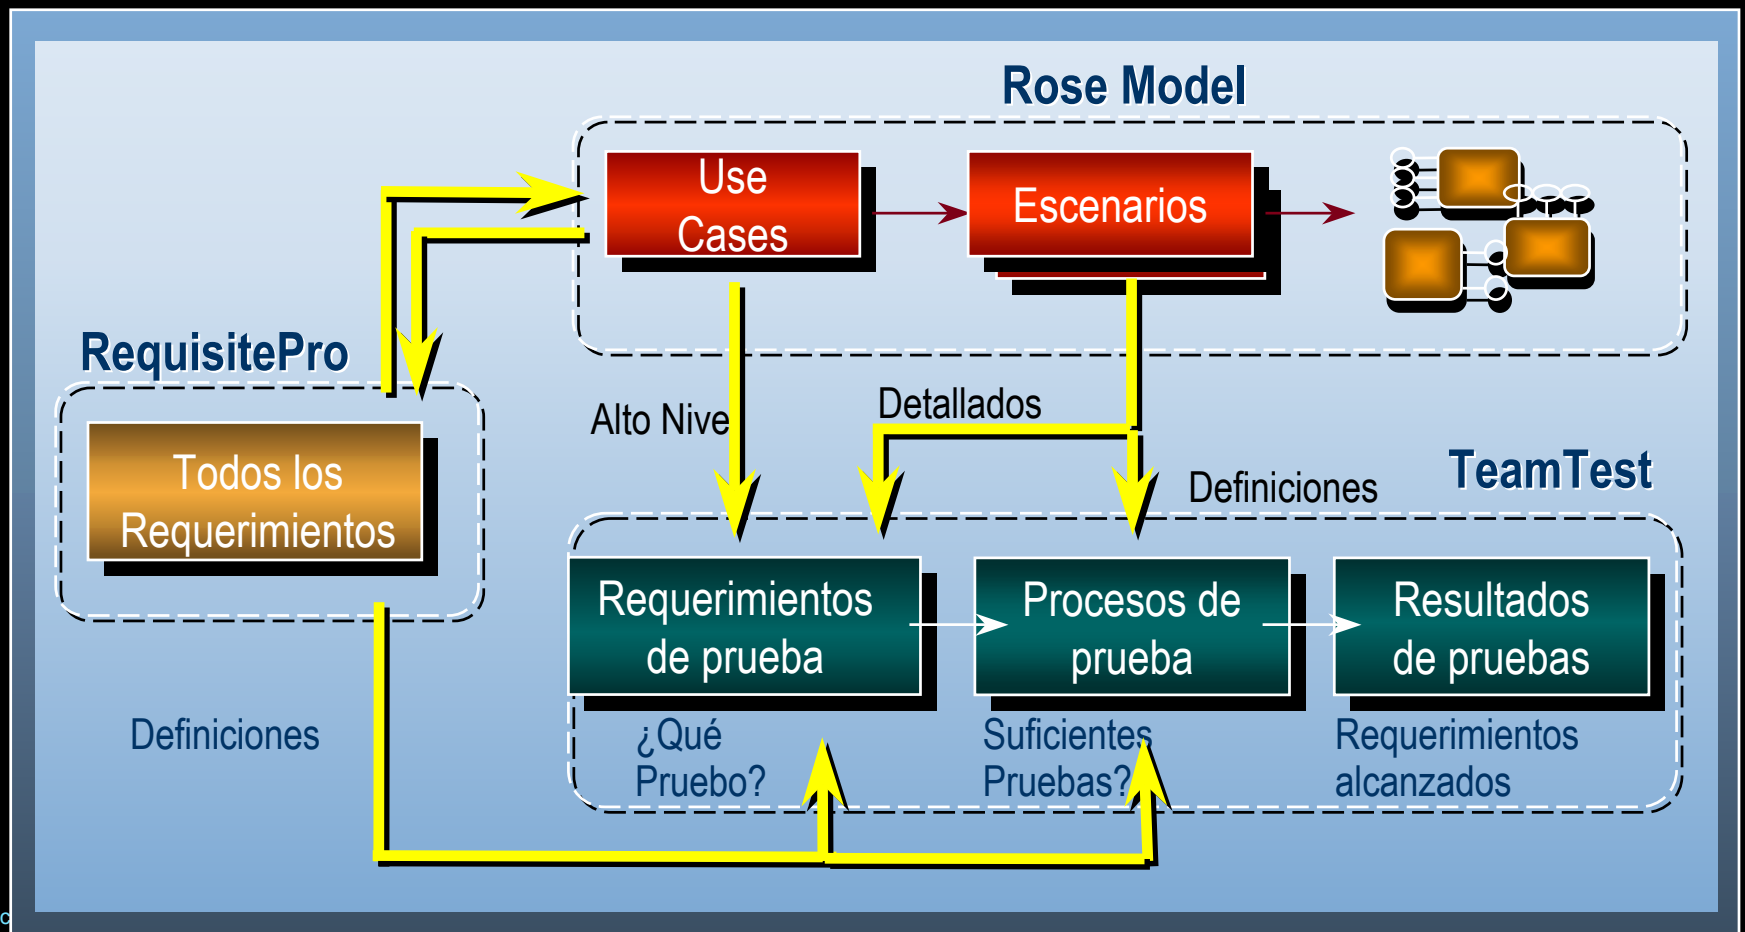 Rose Model
Use
Cases
Escenarios
RequisitePro
Todos los
Requerimientos
Alto Nive
Detallados
Definiciones
TeamTest
Requerimientos
de prueba
Procesos de
prueba
Resultados
de pruebas
Definiciones
¿Qué
Pruebo?
Suficientes
Pruebas?
Requerimientos
alcanzados